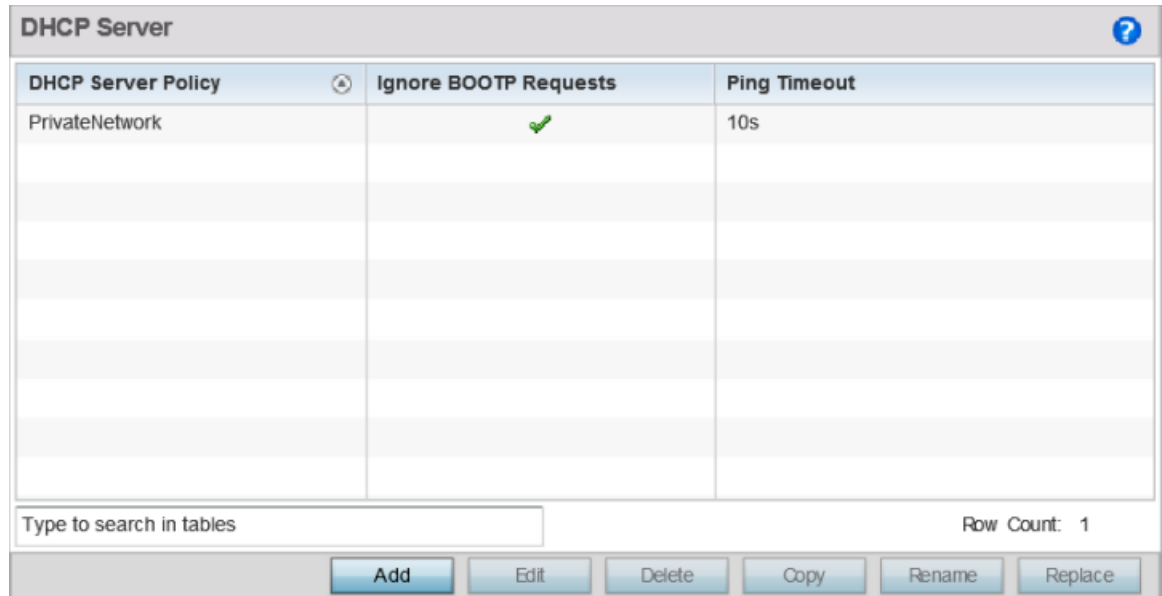 DHCP Server
DHCP Server Policy Ignore BOOTP Requests Ping Timeout
PrivateNetwork 10s
Type to search in tables Row Count: 1
Add Edit Delete Copy Rename Replace